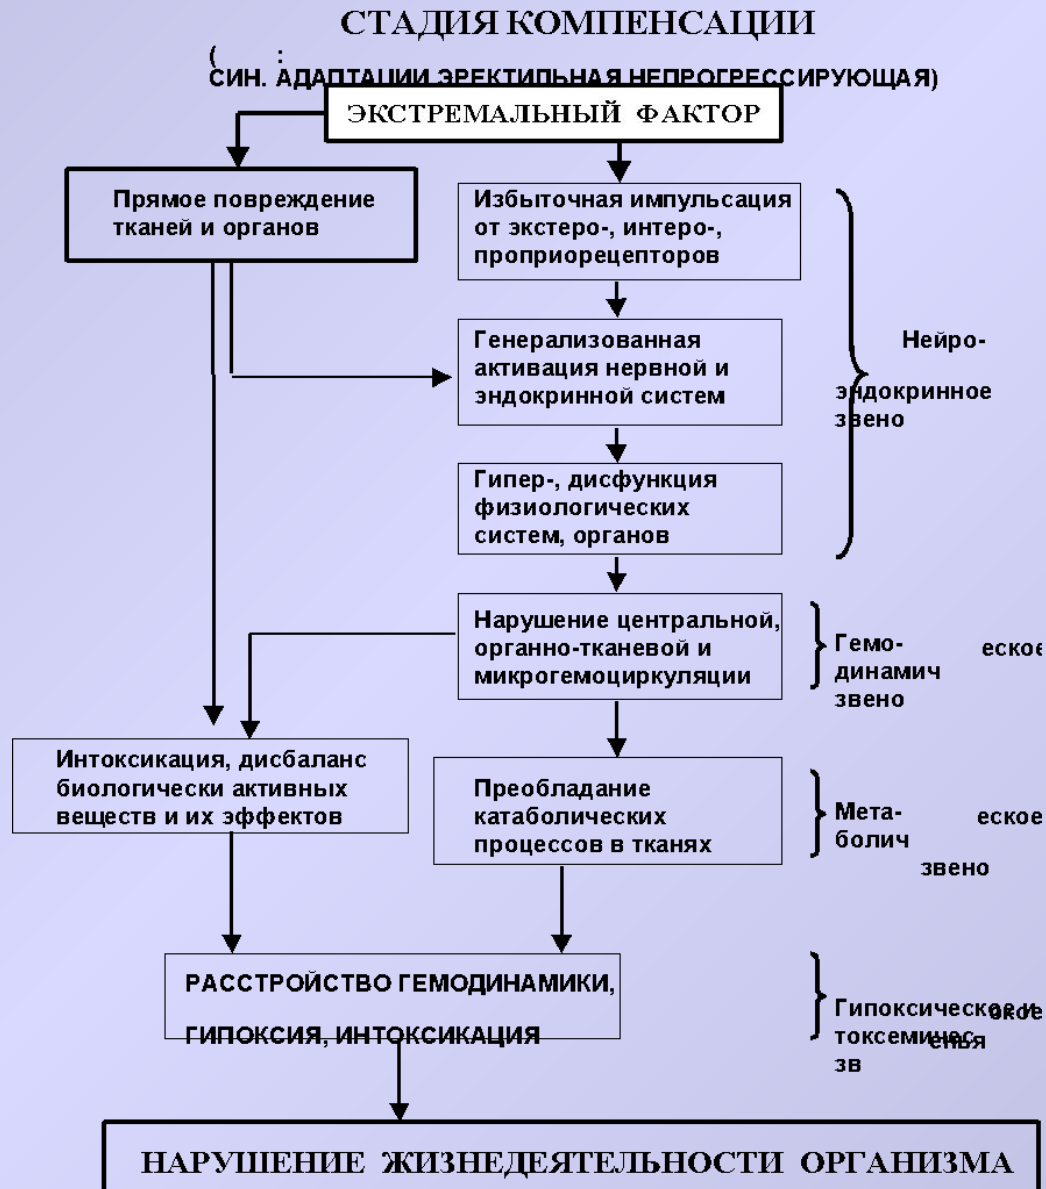 СТАДИЯ КОМПЕНСАЦИИ
( :
СИН. АДАПТАЦИИ ЭРЕКТИЛЬНАЯ НЕПРОГРЕССИРУЮЩАЯ)
ЭКСТРЕМАЛЬНЫЙ ФАКТОР
Прямое повреждение
тканей и органов
Избыточная импульсация
от экстеро-, интеро-,
проприорецепторов
Генерализованная
активация нервной и
эндокринной систем
Гипер-, дисфункция
физиологических
систем, органов
Нейро-
эндокринное
звено
Нарушение центральной,
органно-тканевой и
микрогемоциркуляции
Гемо- еское
динамич
звено
Интоксикация, дисбаланс
биологически активных
веществ и их эффектов
Преобладание
катаболических
процессов в тканях
Мета- еское
болич
звено
РАССТРОЙСТВО ГЕМОДИНАМИКИ,
ГИПОКСИЯ, ИНТОКСИКАЦИЯ
Гипоксическое и
токсемичес
зв
НАРУШЕНИЕ ЖИЗНЕДЕЯТЕЛЬНОСТИ ОРГАНИЗМА